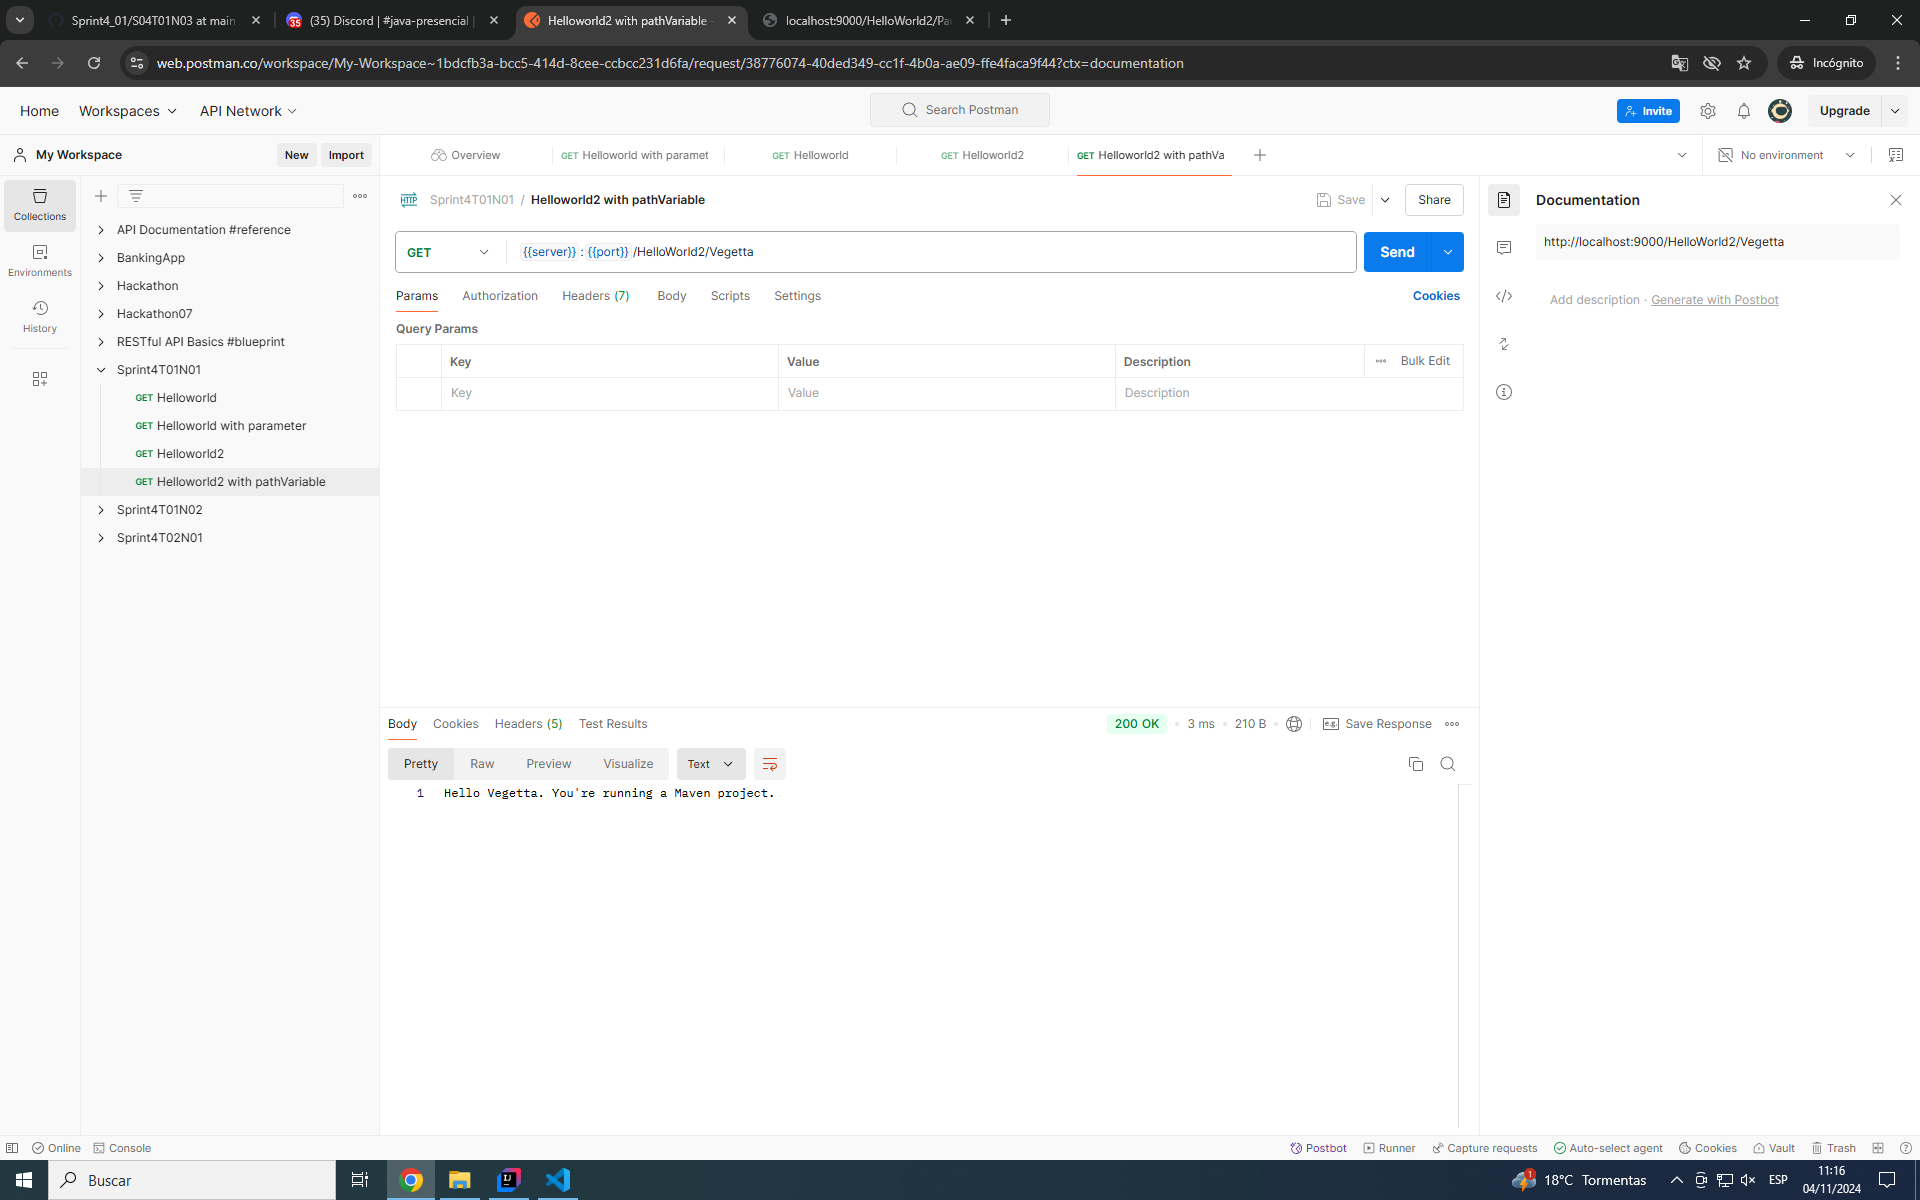 Sprint4_01/S04T01N03 at main
(35) Discord | #java-presencial |
Helloworld2 with pathVariable -
localhost:9000/HelloWorld2/Pau
web.postman.co/workspace/My-Workspace~1bdcfb3a-bcc5-414d-8cee-ccbcc231d6fa/request/38776074-40ded349-cc1f-4b0a-ae09-ffe4faca9f44?ctx=documentation
Incógnito
Home
Workspaces
API Network
Search Postman
Invite
Upgrade
My Workspace
New
Import
Overview
GET Helloworld with paramet
GET Helloworld
GET Helloworld2
GET Helloworld2 with pathVa
No environment
Collections
Environments
History
API Documentation #reference
BankingApp
Hackathon
Hackathon07
RESTful API Basics #blueprint
Sprint4T01N01
GET Helloworld
GET Helloworld with parameter
GET Helloworld2
GET Helloworld2 with pathVariable
Sprint4T01N02
Sprint4T02N01
HTTP Sprint4T01N01 / Helloworld2 with pathVariable
Save
Share
GET
{{server}} : {{port}} /HelloWorld2/Vegetta
Send
Params
Authorization
Headers (7)
Body
Scripts
Settings
Cookies
Query Params
Key
Value
Description
Bulk Edit
Key
Value
Description
Documentation
http://localhost:9000/HelloWorld2/Vegetta
Add description · Generate with Postbot
Body
Cookies
Headers (5)
Test Results
200 OK
3 ms
210 B
e.g. Save Response
Pretty
Raw
Preview
Visualize
Text
1 Hello Vegetta. You're running a Maven project.
Online
Console
Postbot
Runner
Capture requests
Auto-select agent
Cookies
Vault
Trash
Buscar
1
18°C Tormentas
ESP
11:16
04/11/2024